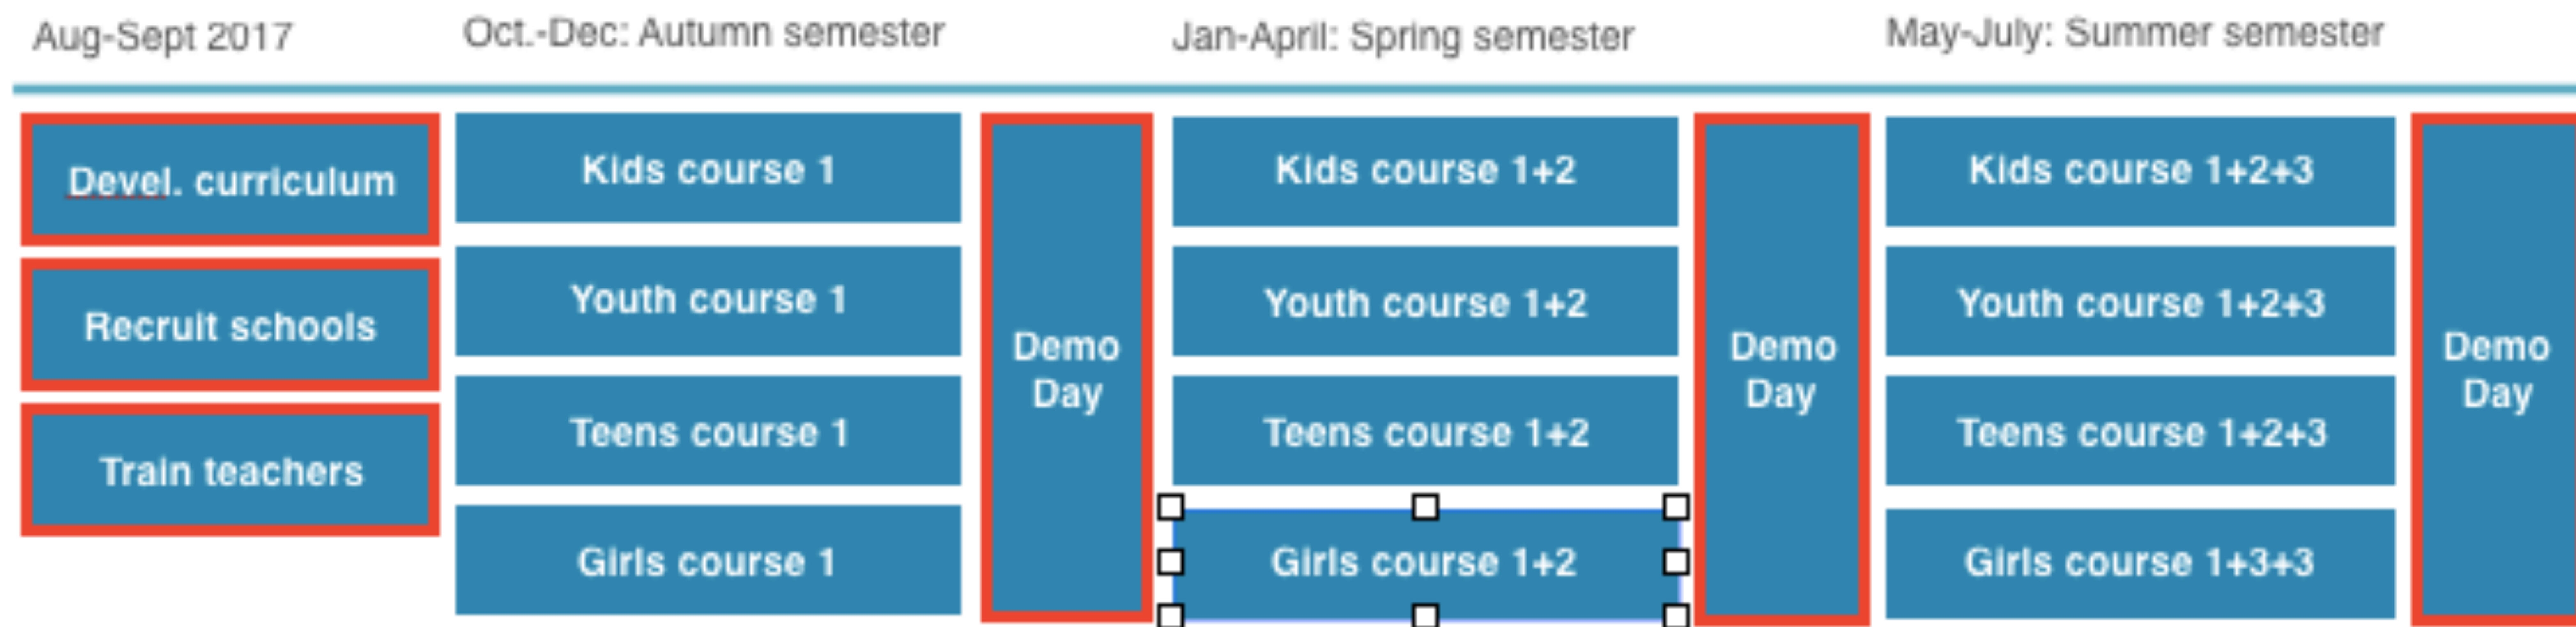 Aug-Sept 2017
Devel. curriculum
Recruit schools
Train teachers
Oct.-Dec: Autumn semester
Kids course 1
Youth course 1
Teens course 1
Girls course 1
Demo
Day
Jan-April: Spring semester
Kids course 1+2
Youth course 1+2
Teens course 1+2
Girls course 1+2
Demo
Day
May-July: Summer semester
Kids course 1+2+3
Youth course 1+2+3
Teens course 1+2+3
Girls course 1+3+3
Demo
Day